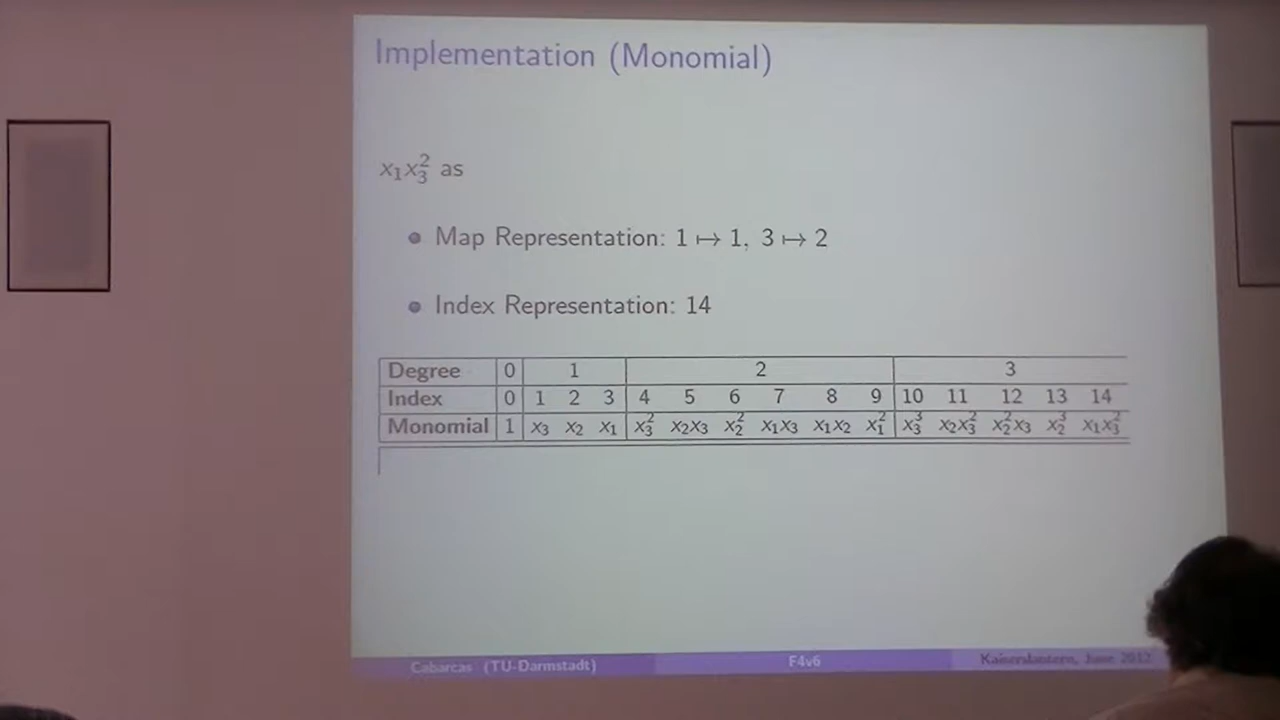 Implementation (Monomial)
x₁x₃² as
Map Representation: 1 ↦ 1, 3 ↦ 2
Index Representation: 14
Degree 0 1 2 3
Index 0 1 2 3 4 5 6 7 8 9 10 11 12 13 14
Monomial 1 x₃ x₂ x₁ x₃² x₂x₃ x₂² x₁x₃ x₁x₂ x₁² x₃³ x₂x₃² x₂²x₃ x₂³ x₁x₃²
Cabarcas (TU-Darmstadt) F4v6 Kaiserslautern, June 2012